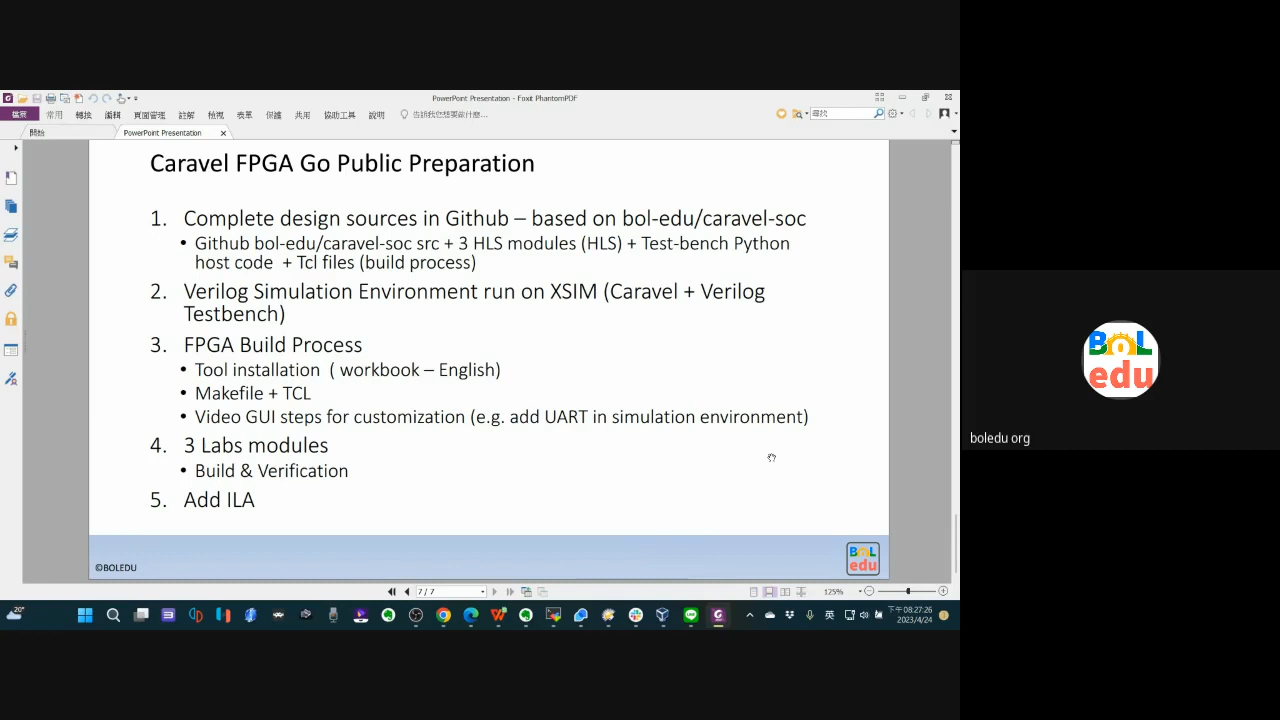 PowerPoint Presentation - Foxit PhantomPDF
檔案 常用 轉換 編輯 頁面管理 註解 檢視 表單 保護 共用 協助工具 說明 告訴我您想要做什麼... 尋找
開始 PowerPoint Presentation
Caravel FPGA Go Public Preparation
1. Complete design sources in Github – based on bol-edu/caravel-soc
• Github bol-edu/caravel-soc src + 3 HLS modules (HLS) + Test-bench Python
host code + Tcl files (build process)
2. Verilog Simulation Environment run on XSIM (Caravel + Verilog
Testbench)
3. FPGA Build Process
• Tool installation ( workbook – English)
• Makefile + TCL
• Video GUI steps for customization (e.g. add UART in simulation environment)
4. 3 Labs modules
• Build & Verification
5. Add ILA
©BOLEDU
BOL
edu
7 / 7
125%
20°
英
下午 08:27:26
2023/4/24
BOL
edu
boledu org